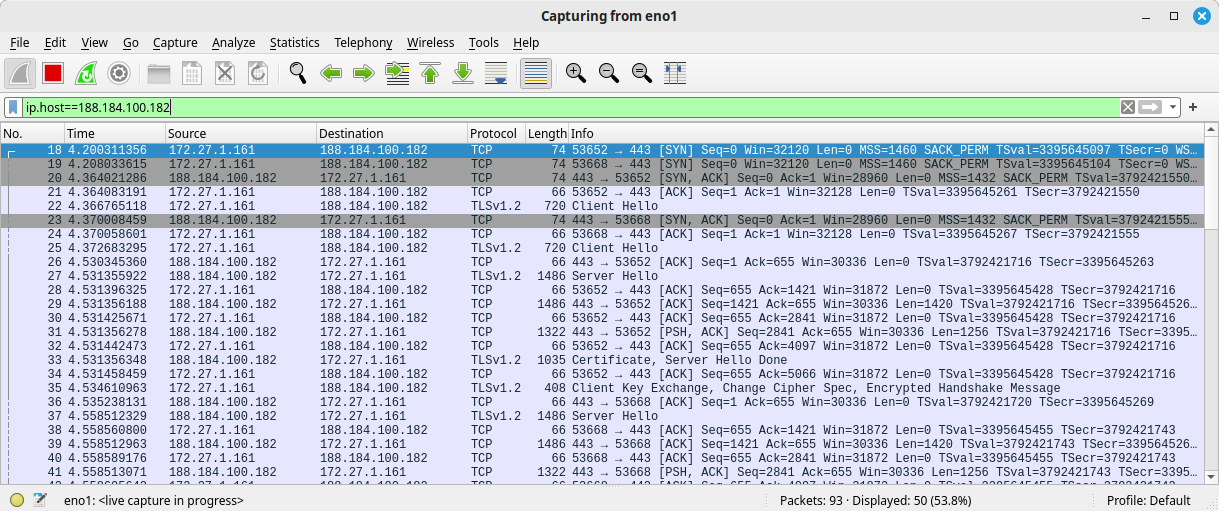 Capturing from eno1
File Edit View Go Capture Analyze Statistics Telephony Wireless Tools Help
ip.host==188.184.100.182
No. Time Source Destination Protocol Length Info
18 4.200311356 172.27.1.161 188.184.100.182 TCP 74 53652 → 443 [SYN] Seq=0 Win=32120 Len=0 MSS=1460 SACK_PERM TSval=3395645097 TSecr=0 WS…
19 4.208033615 172.27.1.161 188.184.100.182 TCP 74 53668 → 443 [SYN] Seq=0 Win=32120 Len=0 MSS=1460 SACK_PERM TSval=3395645104 TSecr=0 WS…
20 4.364021286 188.184.100.182 172.27.1.161 TCP 74 443 → 53652 [SYN, ACK] Seq=0 Ack=1 Win=28960 Len=0 MSS=1432 SACK_PERM TSval=3792421550…
21 4.364083191 172.27.1.161 188.184.100.182 TCP 66 53652 → 443 [ACK] Seq=1 Ack=1 Win=32128 Len=0 TSval=3395645261 TSecr=3792421550
22 4.366765118 172.27.1.161 188.184.100.182 TLSv1.2 720 Client Hello
23 4.370008459 188.184.100.182 172.27.1.161 TCP 74 443 → 53668 [SYN, ACK] Seq=0 Ack=1 Win=28960 Len=0 MSS=1432 SACK_PERM TSval=3792421555…
24 4.370058601 172.27.1.161 188.184.100.182 TCP 66 53668 → 443 [ACK] Seq=1 Ack=1 Win=32128 Len=0 TSval=3395645267 TSecr=3792421555
25 4.372683295 172.27.1.161 188.184.100.182 TLSv1.2 720 Client Hello
26 4.530345360 188.184.100.182 172.27.1.161 TCP 66 443 → 53652 [ACK] Seq=1 Ack=655 Win=30336 Len=0 TSval=3792421716 TSecr=3395645263
27 4.531355922 188.184.100.182 172.27.1.161 TLSv1.2 1486 Server Hello
28 4.531396325 172.27.1.161 188.184.100.182 TCP 66 53652 → 443 [ACK] Seq=655 Ack=1421 Win=31872 Len=0 TSval=3395645428 TSecr=3792421716
29 4.531356188 188.184.100.182 172.27.1.161 TCP 1486 443 → 53652 [ACK] Seq=1421 Ack=655 Win=30336 Len=1420 TSval=3792421716 TSecr=339564526…
30 4.531425671 172.27.1.161 188.184.100.182 TCP 66 53652 → 443 [ACK] Seq=655 Ack=2841 Win=31872 Len=0 TSval=3395645428 TSecr=3792421716
31 4.531356278 188.184.100.182 172.27.1.161 TCP 1322 443 → 53652 [PSH, ACK] Seq=2841 Ack=655 Win=30336 Len=1256 TSval=3792421716 TSecr=3395…
32 4.531442473 172.27.1.161 188.184.100.182 TCP 66 53652 → 443 [ACK] Seq=655 Ack=4097 Win=31872 Len=0 TSval=3395645428 TSecr=3792421716
33 4.531356348 188.184.100.182 172.27.1.161 TLSv1.2 1035 Certificate, Server Hello Done
34 4.531458459 172.27.1.161 188.184.100.182 TCP 66 53652 → 443 [ACK] Seq=655 Ack=5066 Win=31872 Len=0 TSval=3395645428 TSecr=3792421716
35 4.534610963 172.27.1.161 188.184.100.182 TLSv1.2 408 Client Key Exchange, Change Cipher Spec, Encrypted Handshake Message
36 4.535238131 188.184.100.182 172.27.1.161 TCP 66 443 → 53668 [ACK] Seq=1 Ack=655 Win=30336 Len=0 TSval=3792421720 TSecr=3395645269
37 4.558512329 188.184.100.182 172.27.1.161 TLSv1.2 1486 Server Hello
38 4.558560800 172.27.1.161 188.184.100.182 TCP 66 53668 → 443 [ACK] Seq=655 Ack=1421 Win=31872 Len=0 TSval=3395645455 TSecr=3792421743
39 4.558512963 188.184.100.182 172.27.1.161 TCP 1486 443 → 53668 [ACK] Seq=1421 Ack=655 Win=30336 Len=1420 TSval=3792421743 TSecr=339564526…
40 4.558589176 172.27.1.161 188.184.100.182 TCP 66 53668 → 443 [ACK] Seq=655 Ack=2841 Win=31872 Len=0 TSval=3395645455 TSecr=3792421743
41 4.558513071 188.184.100.182 172.27.1.161 TCP 1322 443 → 53668 [PSH, ACK] Seq=2841 Ack=655 Win=30336 Len=1256 TSval=3792421743 TSecr=3395…
eno1: <live capture in progress> Packets: 93 · Displayed: 50 (53.8%) Profile: Default